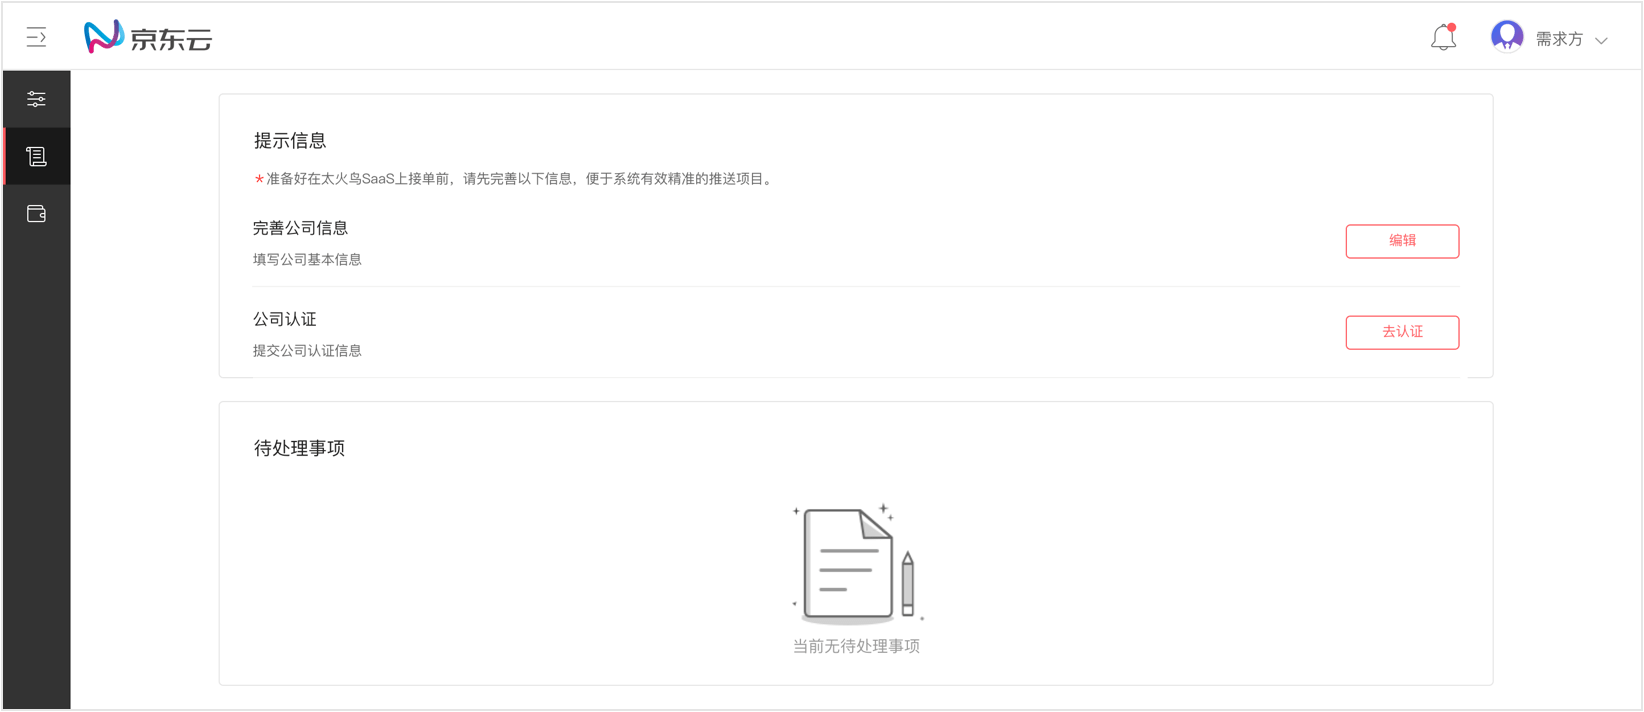 京东云
需求方
提示信息
*准备好在太火鸟SaaS上接单前，请先完善以下信息，便于系统有效精准的推送项目。
完善公司信息
填写公司基本信息
编辑
公司认证
提交公司认证信息
去认证
待处理事项
当前无待处理事项